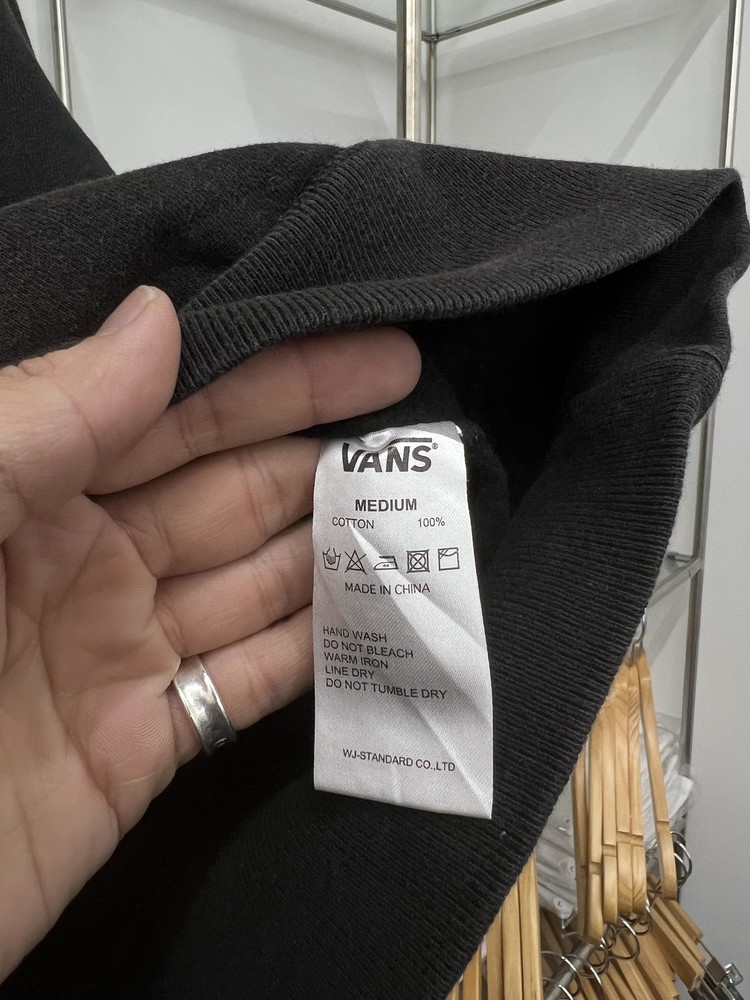 VANS®
MEDIUM
COTTON 100%
MADE IN CHINA
HAND WASH
DO NOT BLEACH
WARM IRON
LINE DRY
DO NOT TUMBLE DRY
WJ-STANDARD CO.,LTD